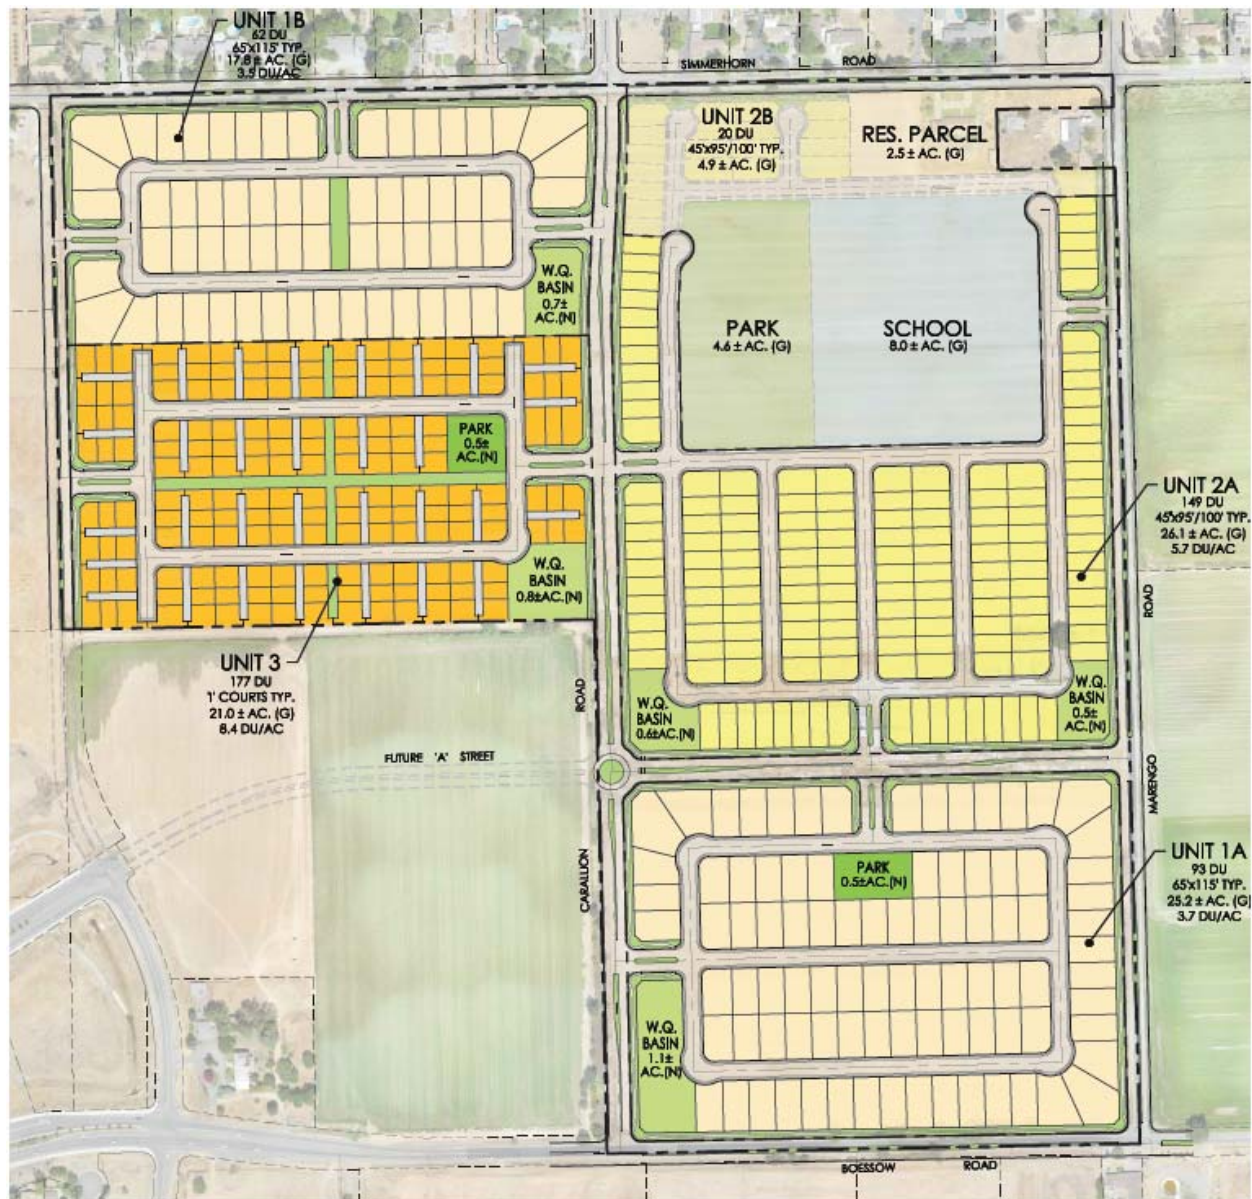 UNIT 1B
62 DU
65'x115' TYP.
17.8± AC. (G)
3.5 DU/AC
SIMMERHORN ROAD
UNIT 2B
20 DU
45'x95'/100' TYP.
4.9 ± AC. (G)
RES. PARCEL
2.5 ± AC. (G)
W.Q.
BASIN
0.7±
AC.(N)
PARK
4.6 ± AC. (G)
SCHOOL
8.0 ± AC. (G)
PARK
0.5±
AC.(N)
UNIT 2A
149 DU
45'x95'/100' TYP.
26.1 ± AC. (G)
5.7 DU/AC
W.Q.
BASIN
0.8±AC.(N)
UNIT 3
177 DU
1' COURTS TYP.
21.0 ± AC. (G)
8.4 DU/AC
W.Q.
BASIN
0.6±AC.(N)
W.Q.
BASIN
0.5±
AC.(N)
FUTURE 'A' STREET
CARALLION ROAD
MARENGO ROAD
PARK
0.5±AC.(N)
UNIT 1A
93 DU
65'x115' TYP.
25.2 ± AC. (G)
3.7 DU/AC
W.Q.
BASIN
1.1±
AC.(N)
BOESSOW ROAD